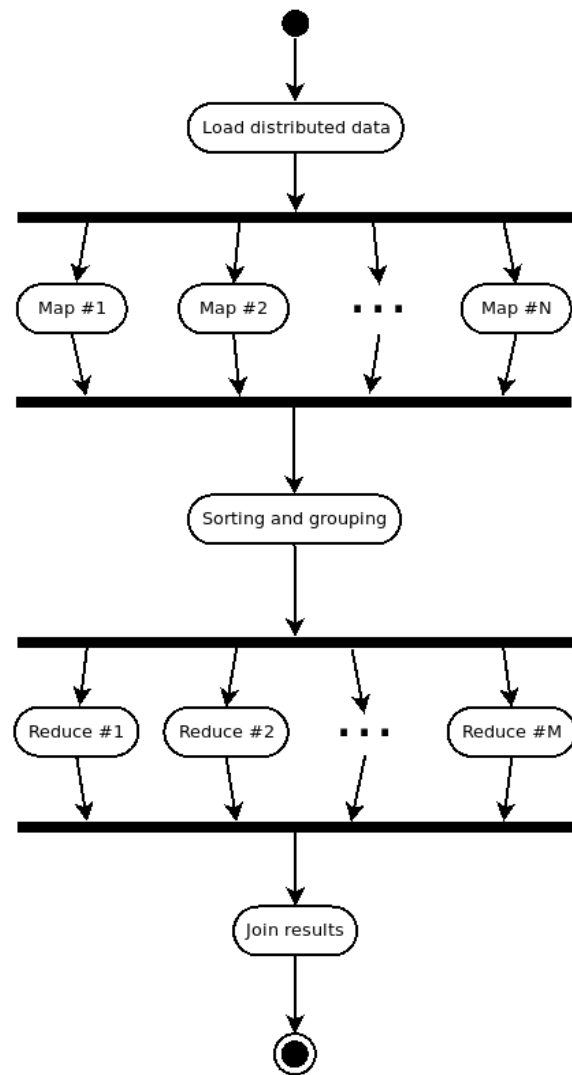 Load distributed data
Map #1
Map #2
...
Map #N
Sorting and grouping
Reduce #1
Reduce #2
...
Reduce #M
Join results